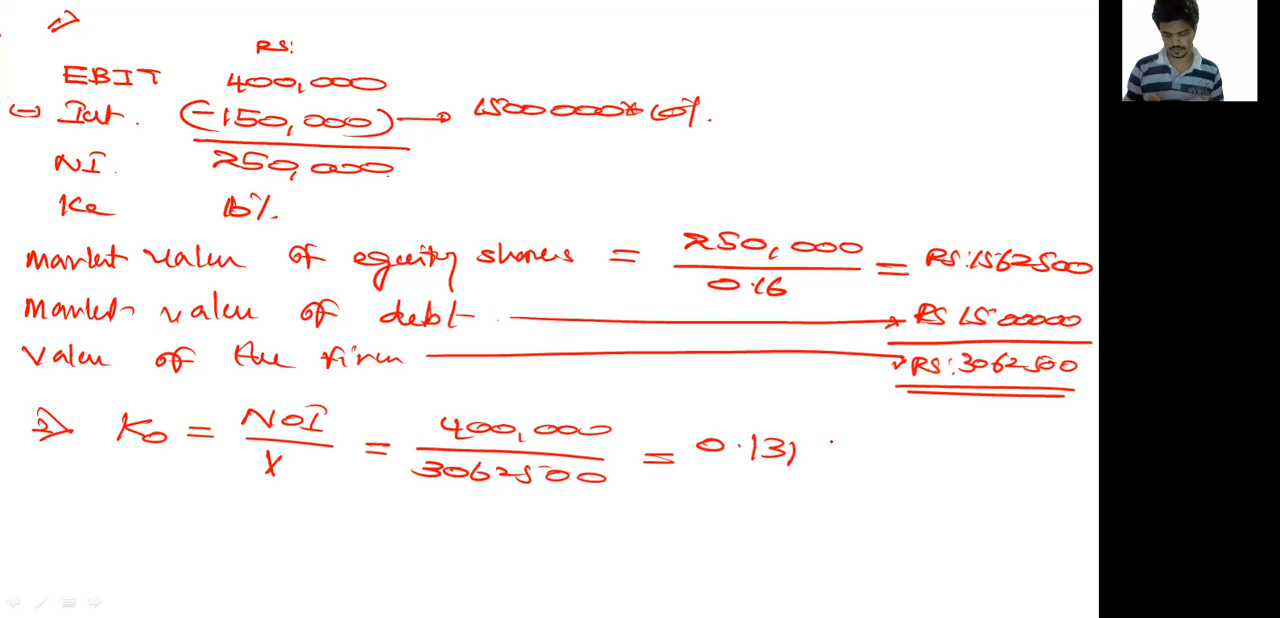 1)
RS:
EBIT 400,000
(-) Int. (-150,000) → 1500000*10%.
NI. 250,000
Ke 16%.
Market value of equity shares = 250,000 / 0.16 = RS:1562500
Market value of debt → RS 1500000
Value of the firm → RS:3062500
2) Ko = NOI / V = 400,000 / 3062500 = 0.131